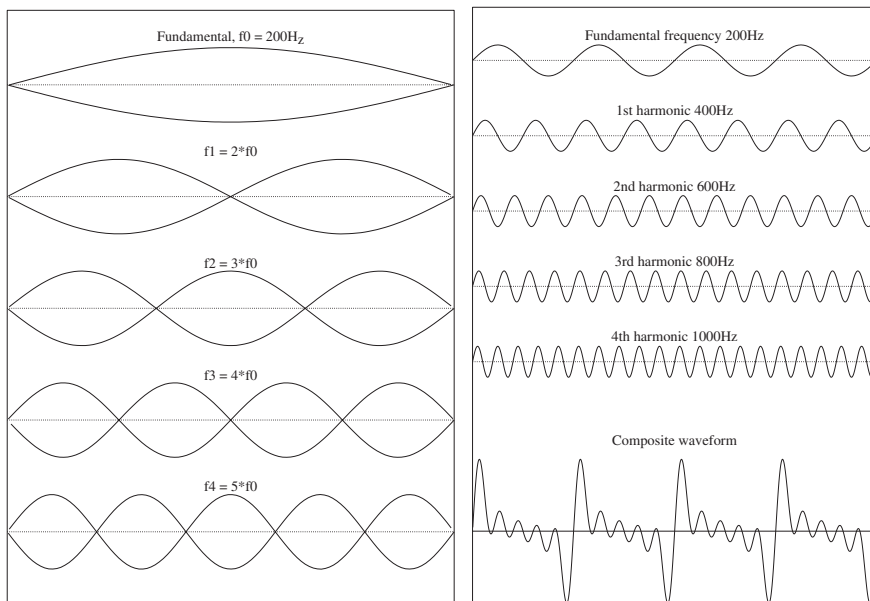 Fundamental, f0 = 200Hz
f1 = 2*f0
f2 = 3*f0
f3 = 4*f0
f4 = 5*f0
Fundamental frequency 200Hz
1st harmonic 400Hz
2nd harmonic 600Hz
3rd harmonic 800Hz
4th harmonic 1000Hz
Composite waveform